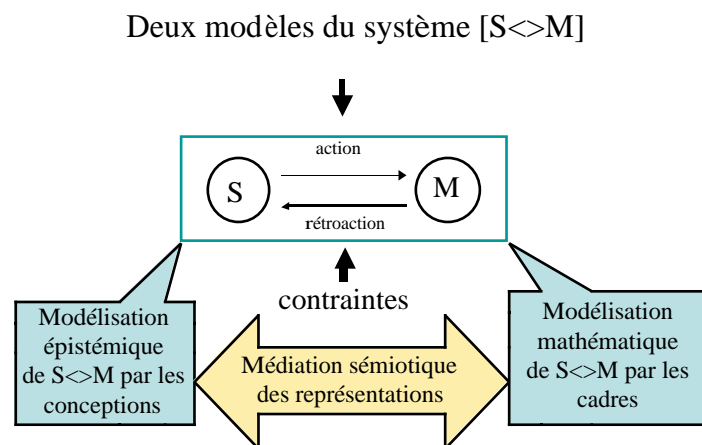 Deux modèles du système [S<>M]
action
S
M
rétroaction
contraintes
Modélisation
épistémique
de S<>M par les
conceptions
Médiation sémiotique
des représentations
Modélisation
mathématique
de S<>M par les
cadres